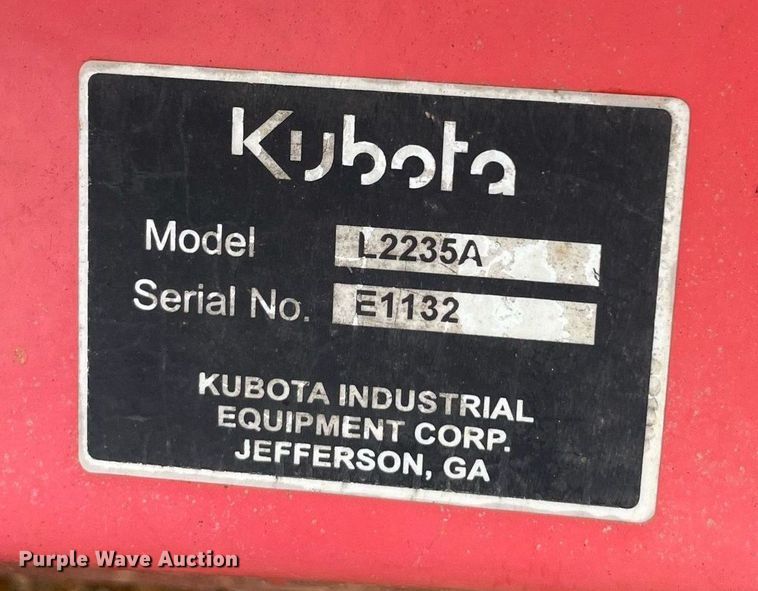 Kubota
Model L2235A
Serial No. E1132
KUBOTA INDUSTRIAL
EQUIPMENT CORP.
JEFFERSON, GA
Purple Wave Auction